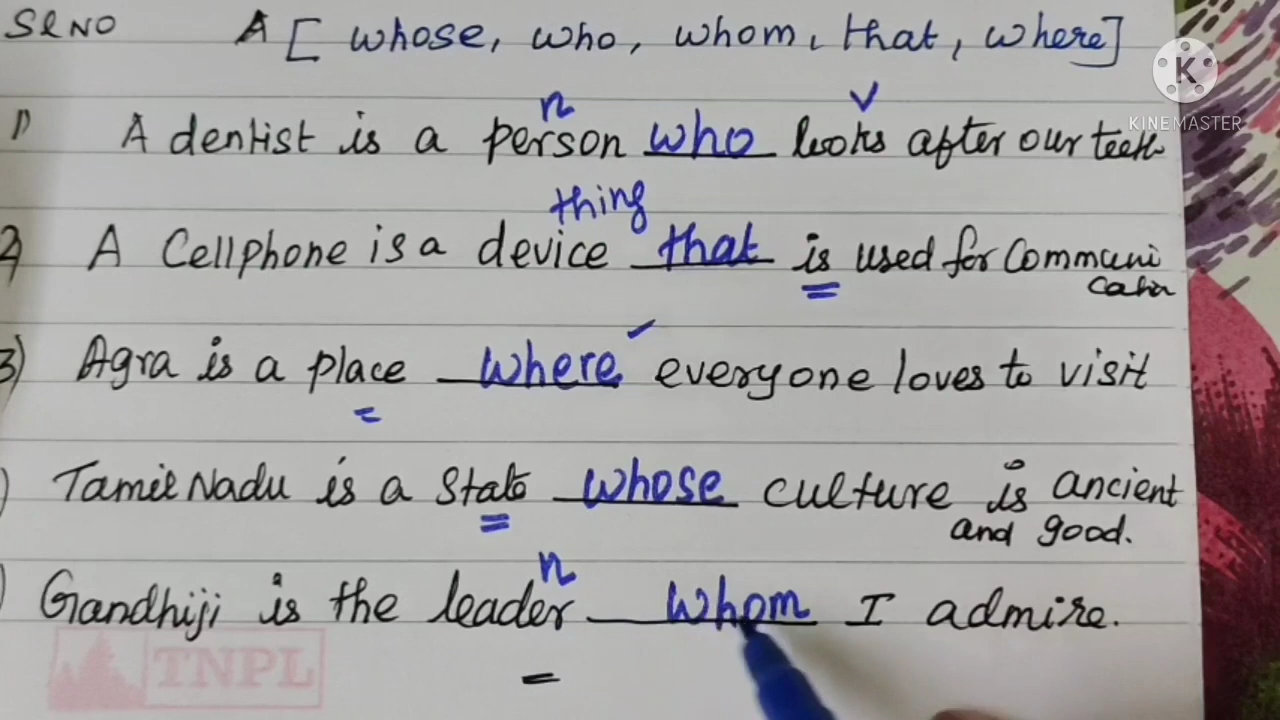 Sl NO A [ whose, who, whom, that, where]
K
KINEMASTER
n v
1) A dentist is a person who looks after our teeth
thing
2) A Cellphone is a device that is used for Communi
cation
3) Agra is a place where everyone loves to visit
) Tamil Nadu is a State whose culture is ancient
and good.
n
) Gandhiji is the leader whom I admire.
TNPL